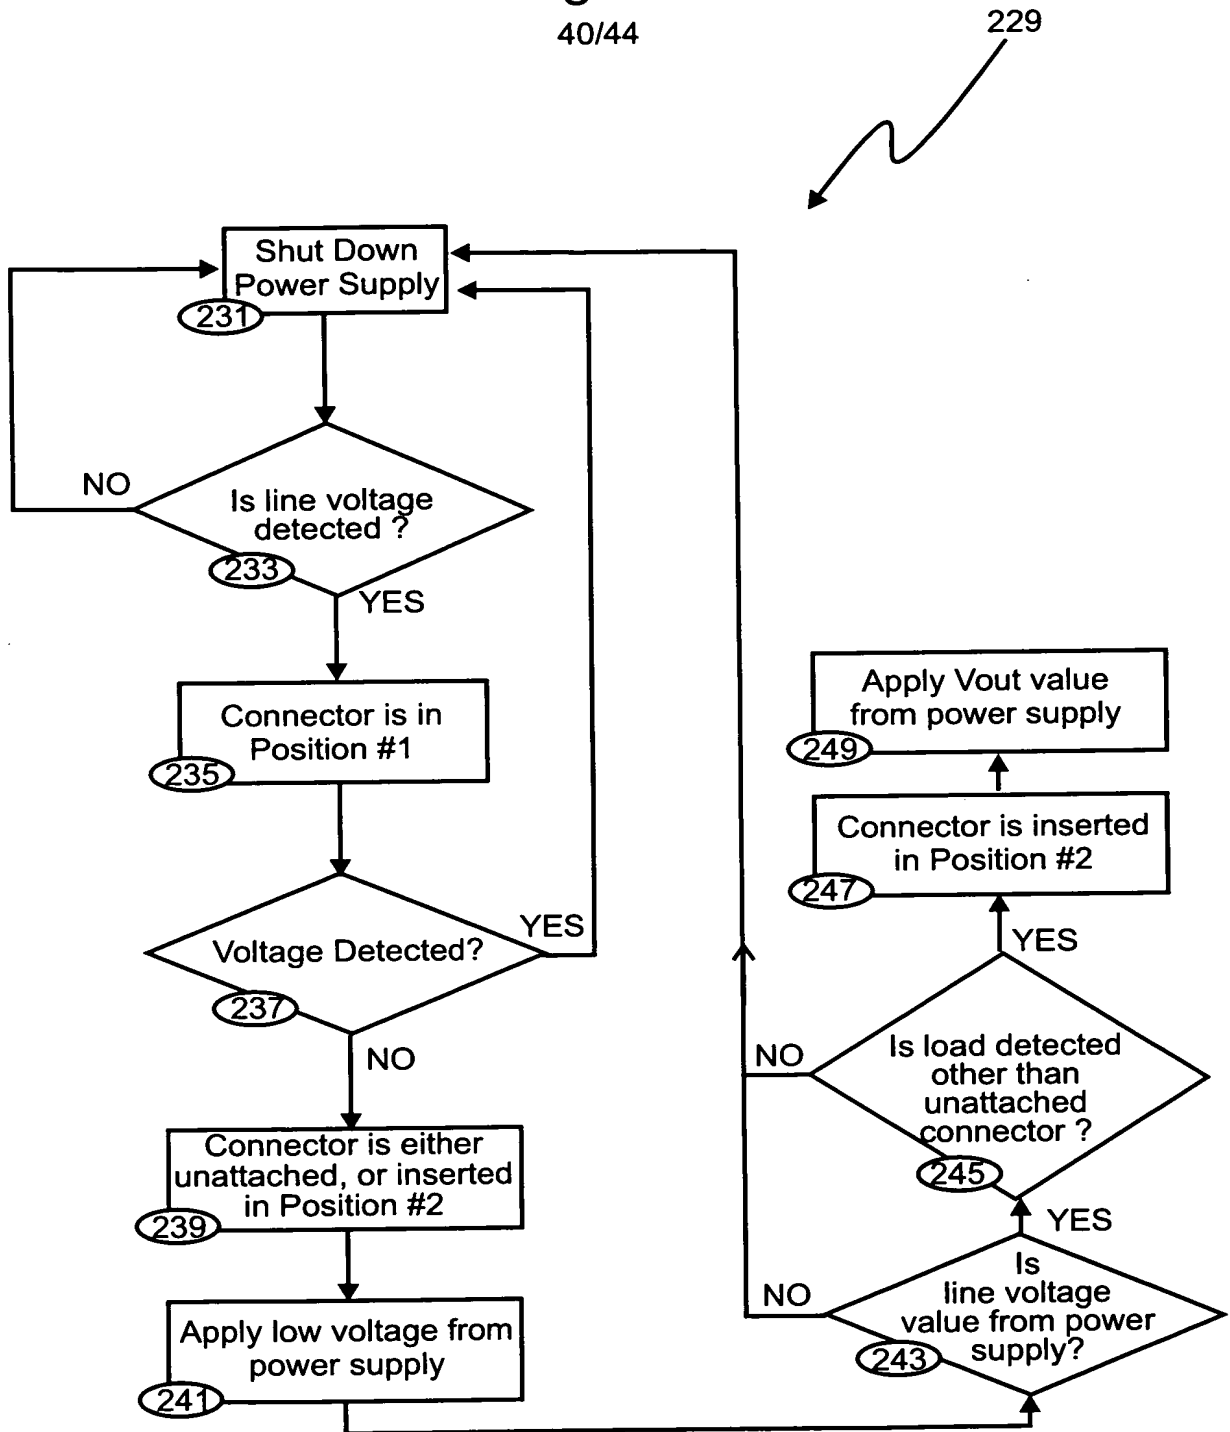 40/44
229
Shut Down
Power Supply
231
NO
Is line voltage
detected ?
233
YES
Connector is in
Position #1
235
Voltage Detected?
YES
237
NO
Connector is either
unattached, or inserted
in Position #2
239
Apply low voltage from
power supply
241
Apply Vout value
from power supply
249
Connector is inserted
in Position #2
247
YES
NO
Is load detected
other than
unattached
connector ?
245
YES
NO
Is
line voltage
value from power
supply?
243